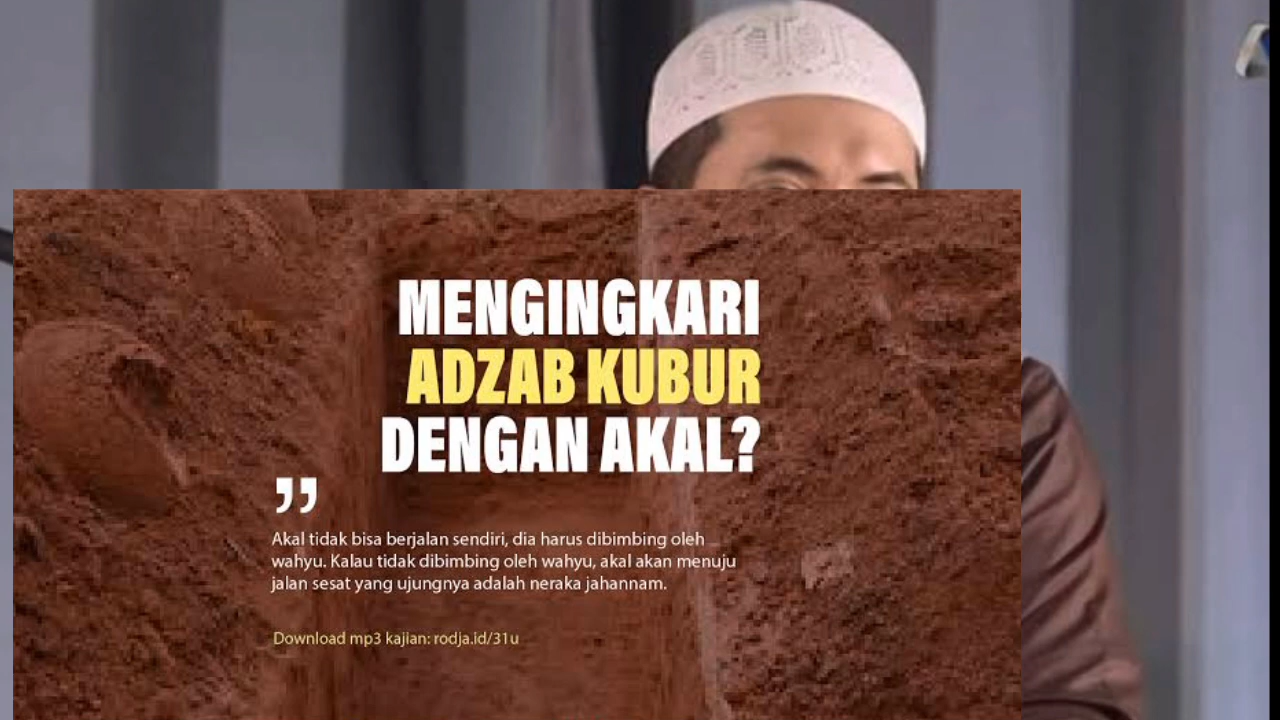 MENGINGKARI
ADZAB KUBUR
DENGAN AKAL?
”
Akal tidak bisa berjalan sendiri, dia harus dibimbing oleh
wahyu. Kalau tidak dibimbing oleh wahyu, akal akan menuju
jalan sesat yang ujungnya adalah neraka jahannam.
Download mp3 kajian: rodja.id/31u